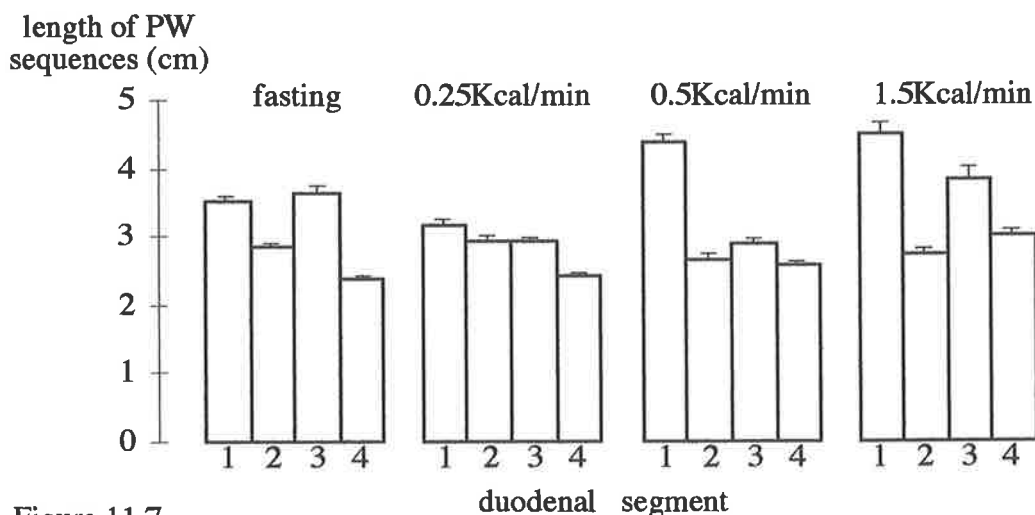 length of PW
sequences (cm)
fasting 0.25Kcal/min 0.5Kcal/min 1.5Kcal/min
5
4
3
2
1
0
1 2 3 4 1 2 3 4 1 2 3 4 1 2 3 4
duodenal segment
Figure 11.7